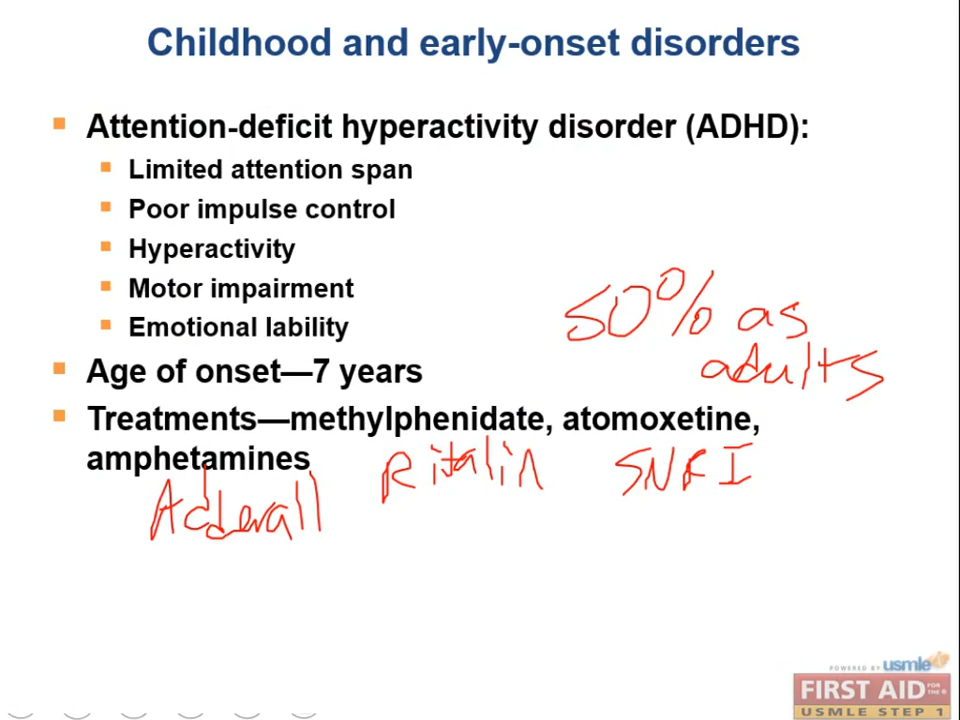 Childhood and early-onset disorders
Attention-deficit hyperactivity disorder (ADHD):
Limited attention span
Poor impulse control
Hyperactivity
Motor impairment
Emotional lability
50% as
adults
Age of onset—7 years
Treatments—methylphenidate, atomoxetine,
amphetamines
Ritalin
SNRI
Adderall
POWERED BY usmle
FIRST AID FOR THE ®
USMLE STEP 1